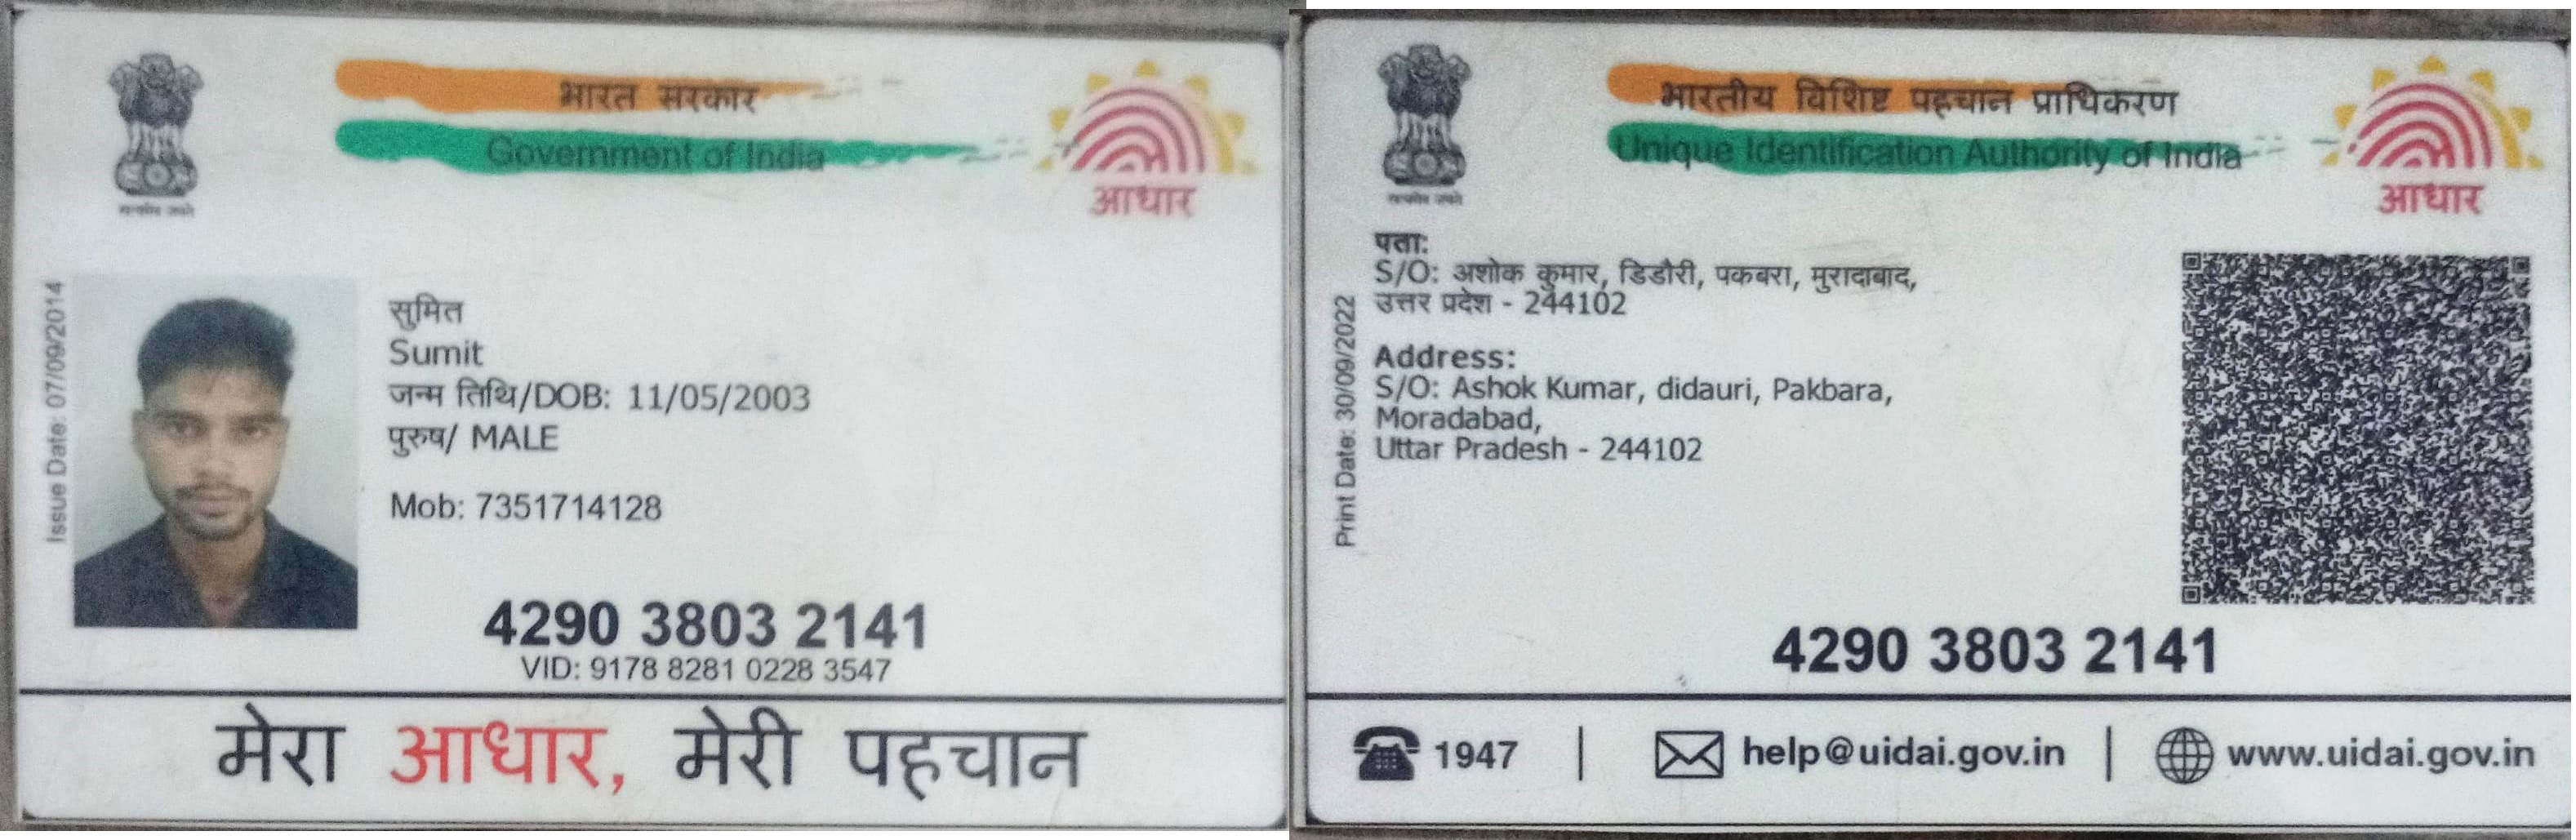 भारत सरकार
Government of India
आधार
Issue Date: 07/09/2014
सुमित
Sumit
जन्म तिथि/DOB: 11/05/2003
पुरुष/ MALE
Mob: 7351714128
4290 3803 2141
VID: 9178 8281 0228 3547
मेरा आधार, मेरी पहचान
भारतीय विशिष्ट पहचान प्राधिकरण
Unique Identification Authority of India
आधार
Print Date: 30/09/2022
पता:
S/O: अशोक कुमार, डिडौरी, पकबरा, मुरादाबाद,
उत्तर प्रदेश - 244102
Address:
S/O: Ashok Kumar, didauri, Pakbara,
Moradabad,
Uttar Pradesh - 244102
4290 3803 2141
1947 | help@uidai.gov.in | www.uidai.gov.in